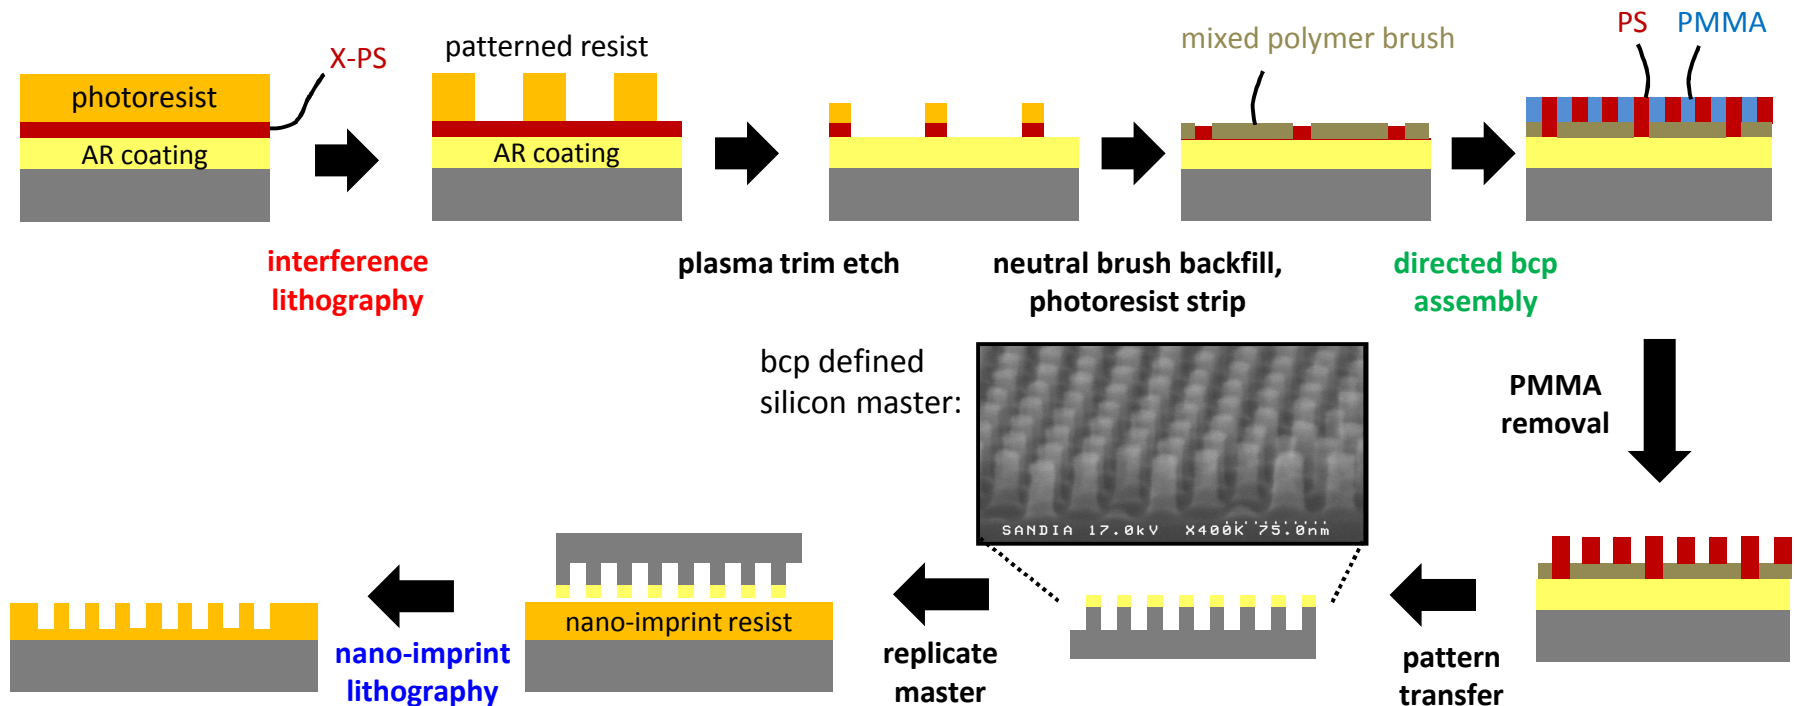 X-PS
photoresist
AR coating
patterned resist
AR coating
mixed polymer brush
PS
PMMA
interference
lithography
plasma trim etch
neutral brush backfill,
photoresist strip
directed bcp
assembly
bcp defined
silicon master:
SANDIA 17.0kV X400K 75.0nm
PMMA
removal
pattern
transfer
replicate
master
nano-imprint resist
nano-imprint
lithography